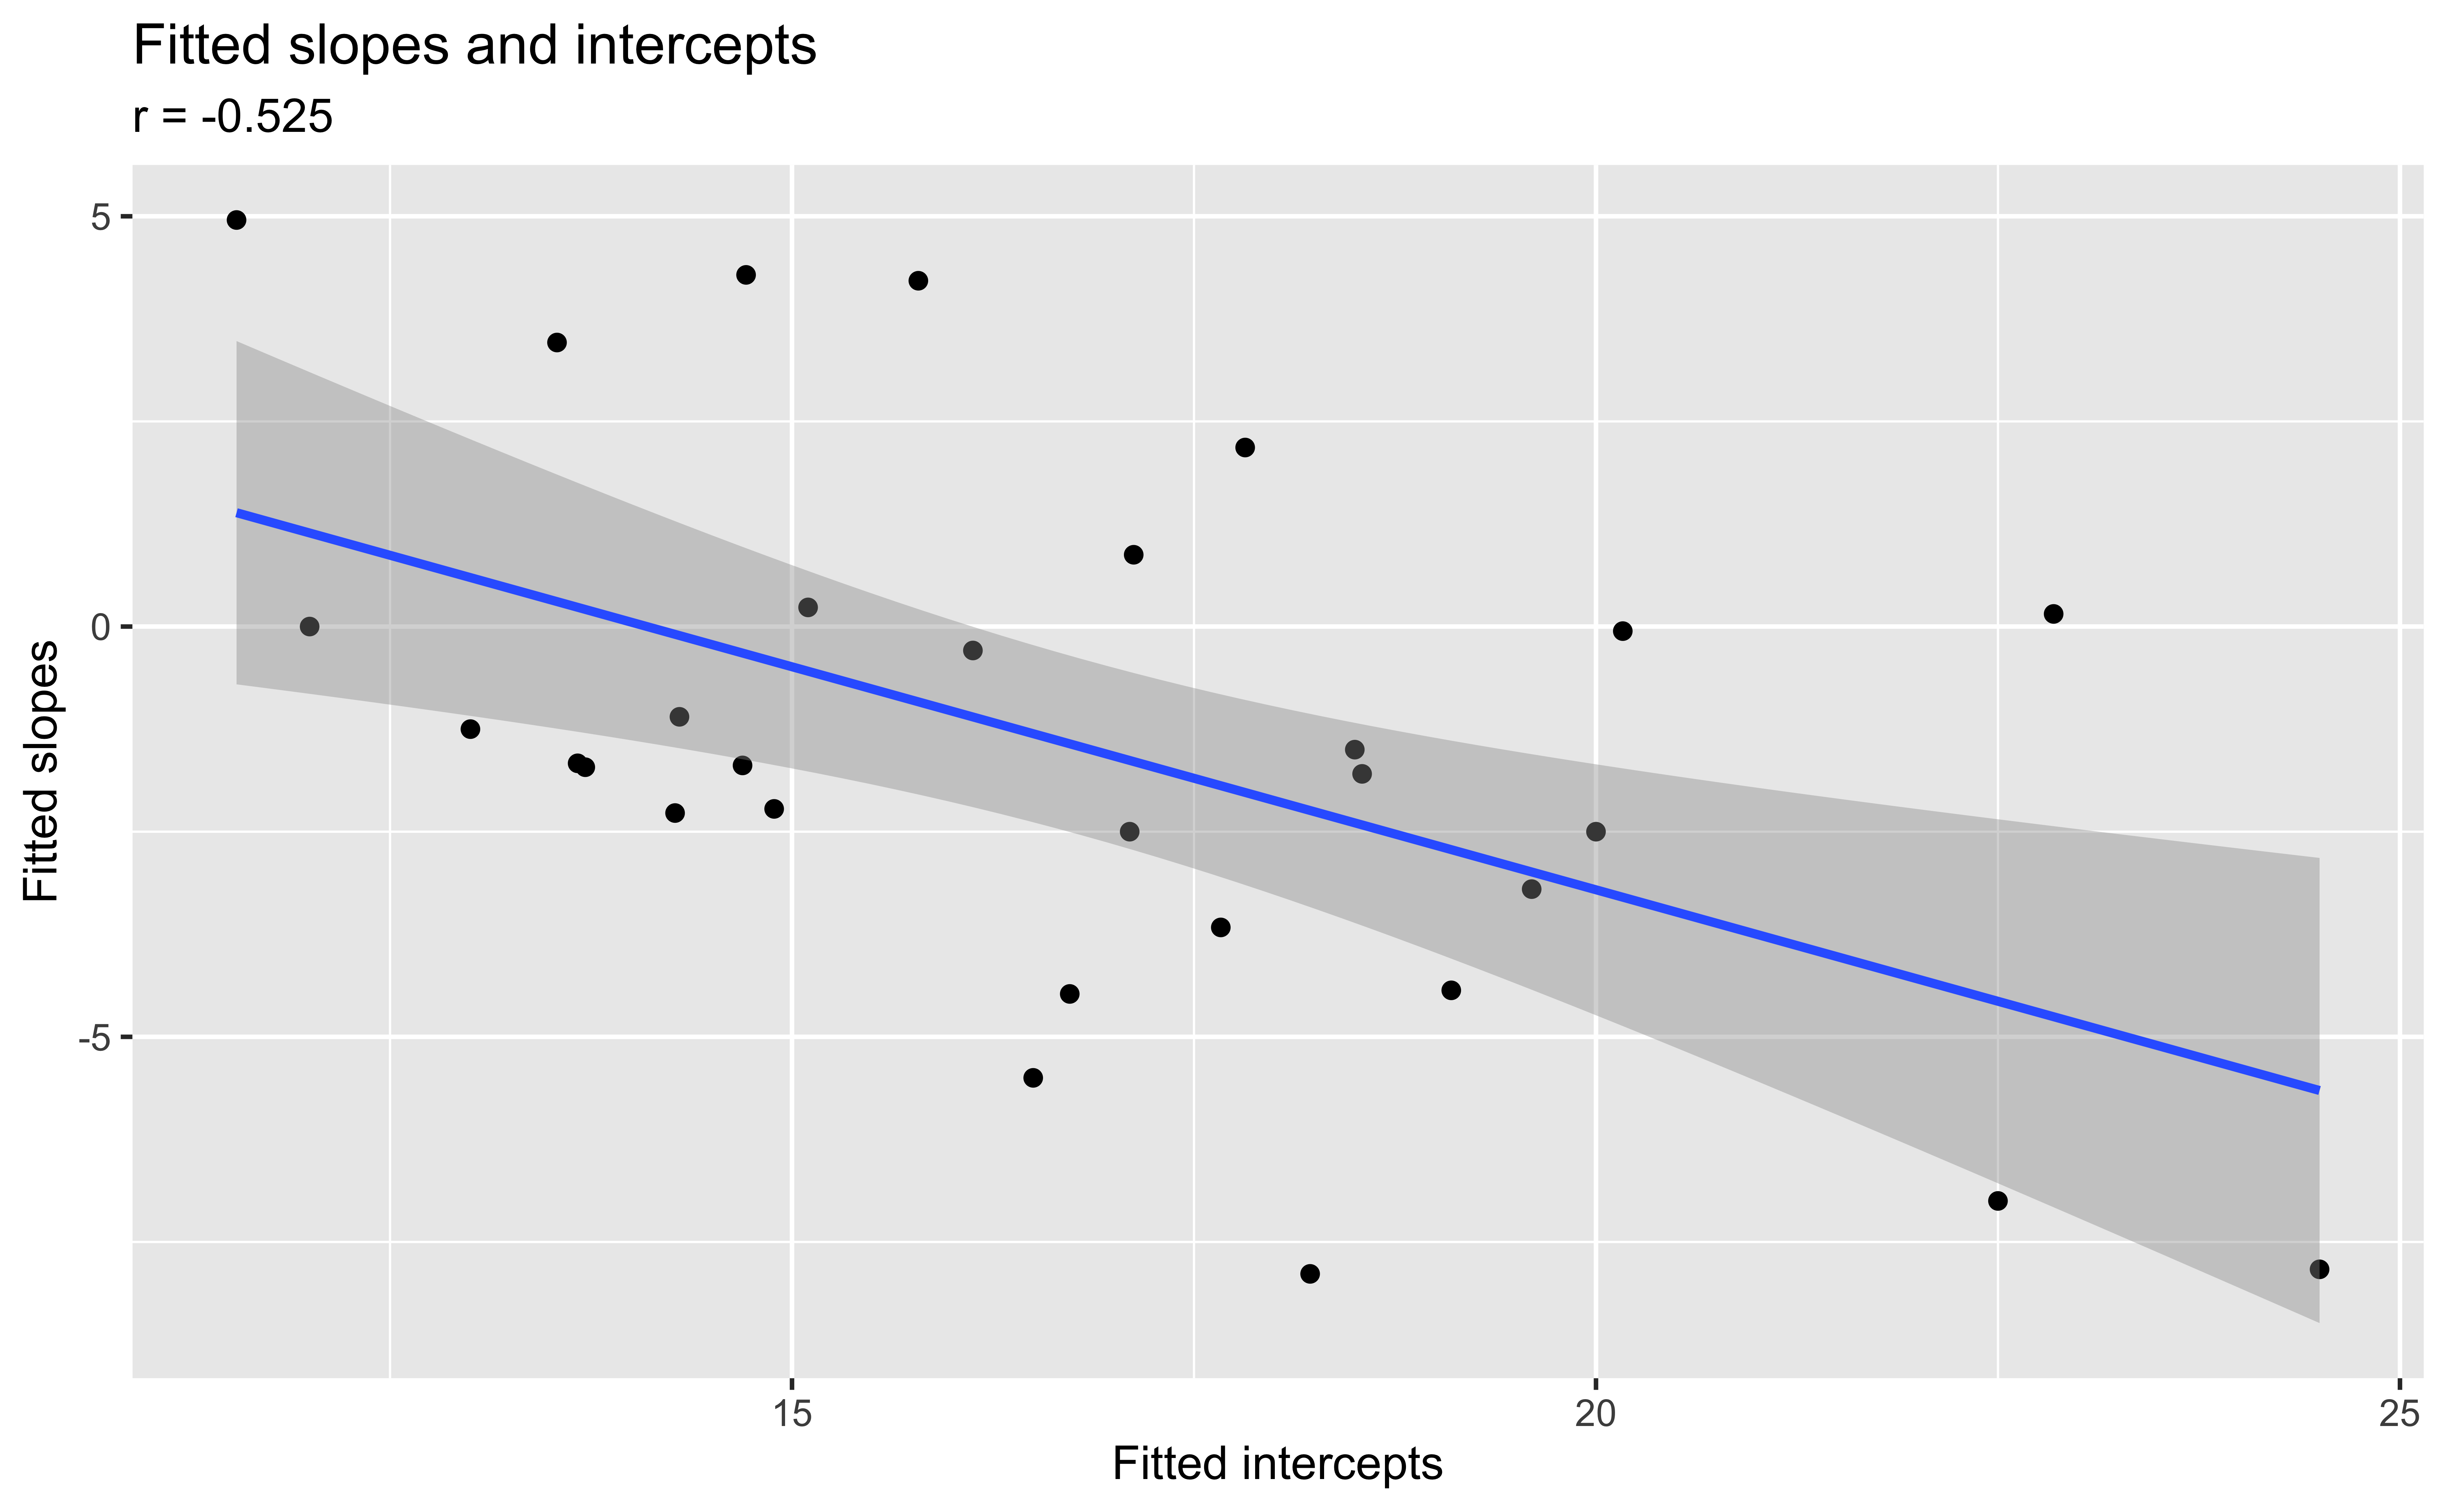 Fitted slopes and intercepts
r = -0.525
5
0
-5
Fitted slopes
15
20
25
Fitted intercepts